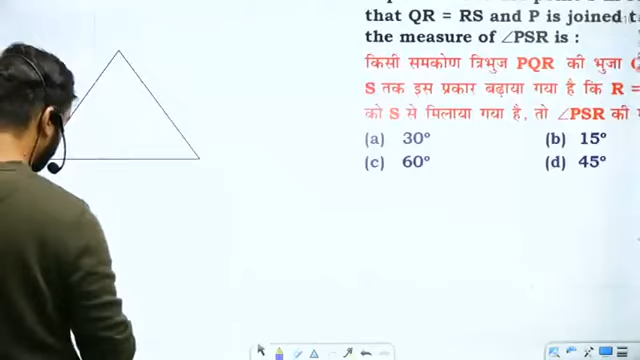 that QR = RS and P is joined
the measure of ∠PSR is :
किसी समकोण त्रिभुज PQR की भुजा
S तक इस प्रकार बढ़ाया गया है कि R =
को S से मिलाया गया है, तो ∠PSR की
(a) 30° (b) 15°
(c) 60° (d) 45°